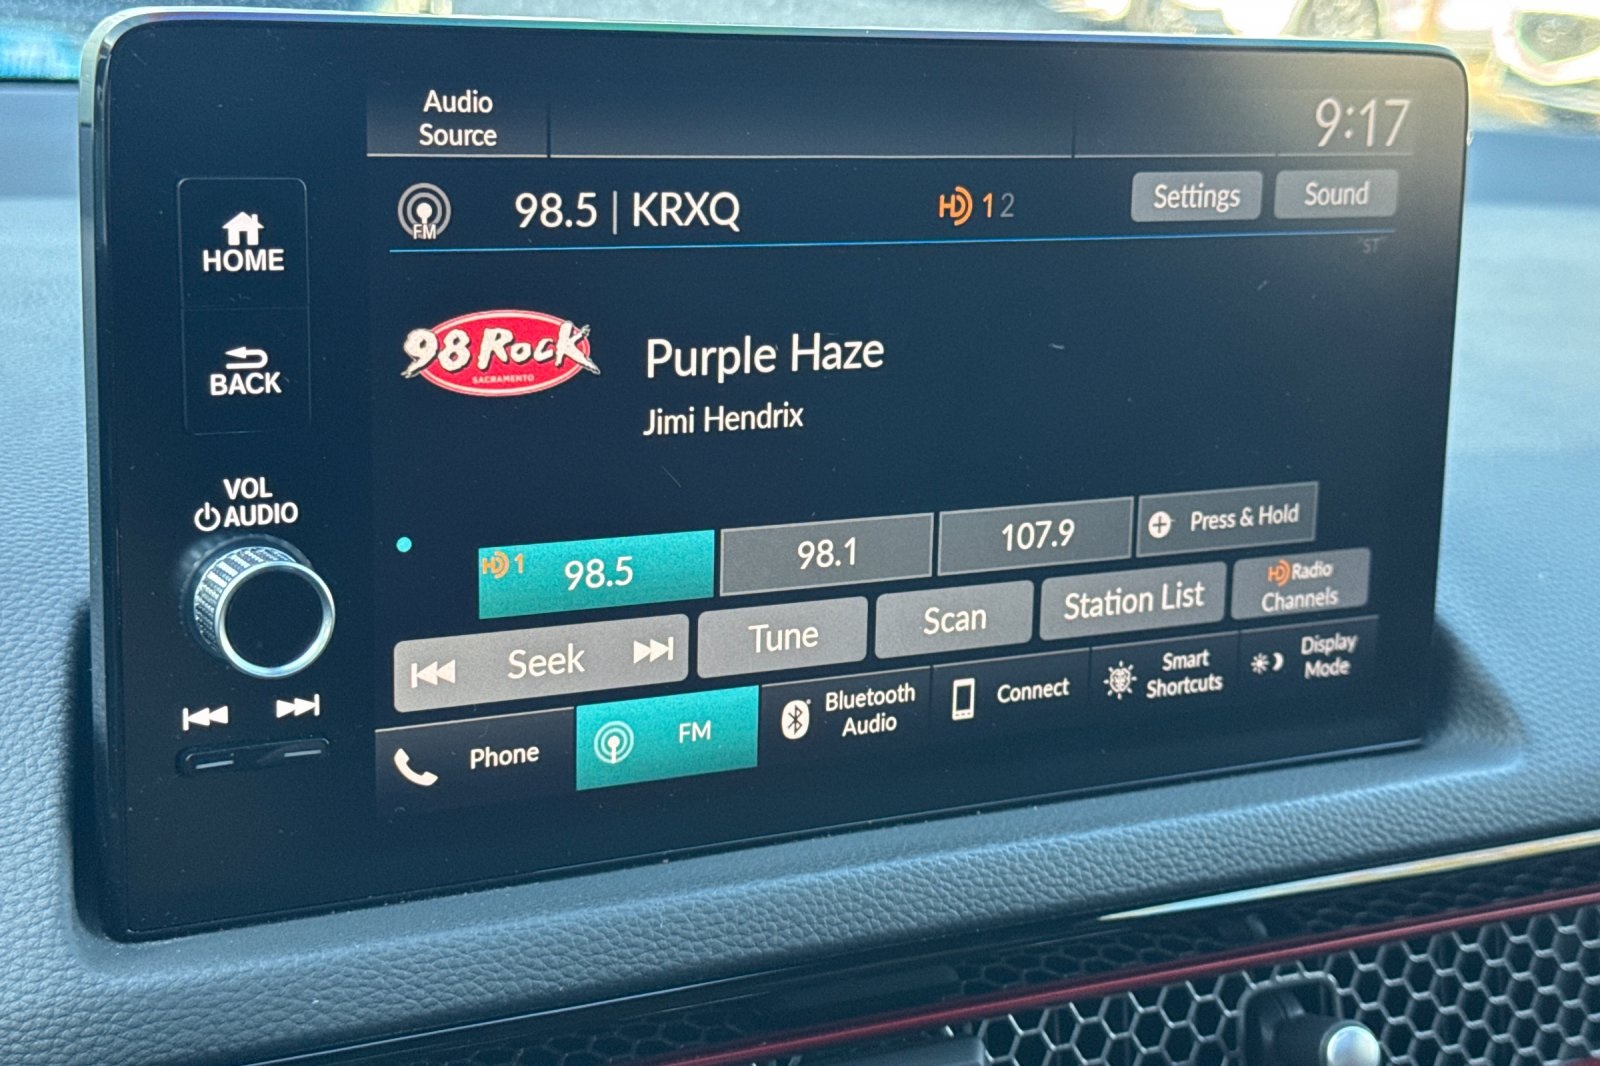 Audio
Source
9:17
98.5 | KRXQ
HD 1 2
Settings
Sound
FM
ST
HOME
98 Rock
SACRAMENTO
Purple Haze
Jimi Hendrix
BACK
VOL
AUDIO
HD 1 98.5
98.1
107.9
Press & Hold
Seek
Tune
Scan
Station List
HD Radio
Channels
Phone
FM
Bluetooth
Audio
Connect
Smart
Shortcuts
Display
Mode